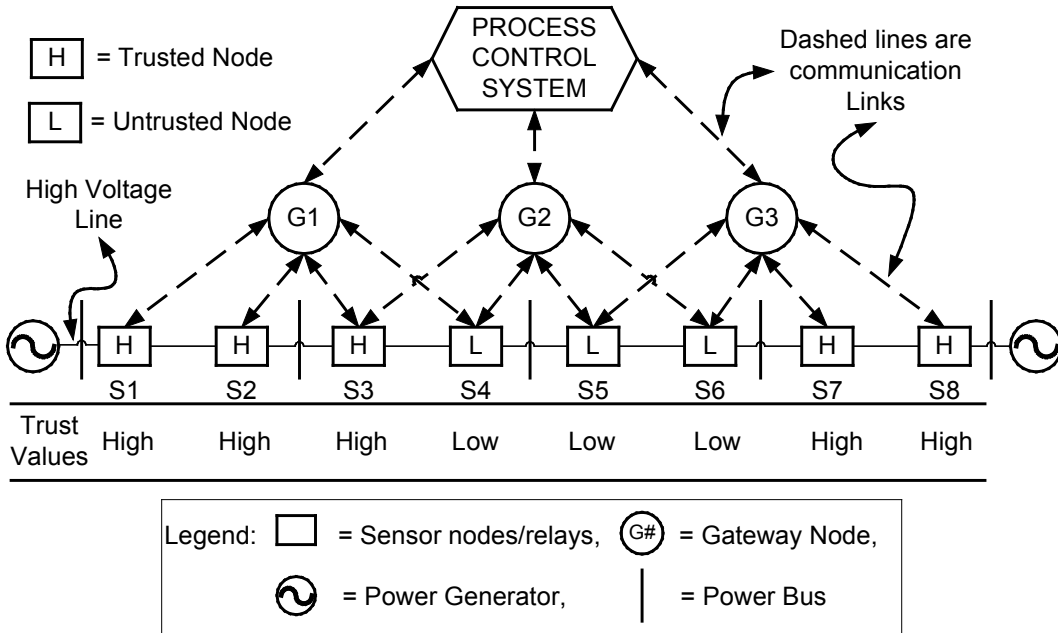 PROCESS
CONTROL
SYSTEM
H = Trusted Node
L = Untrusted Node
Dashed lines are
communication
Links
High Voltage
Line
G1 G2 G3
H H H L L L H H
S1 S2 S3 S4 S5 S6 S7 S8
Trust
Values High High High Low Low Low High High
Legend: = Sensor nodes/relays, G# = Gateway Node,
= Power Generator, = Power Bus